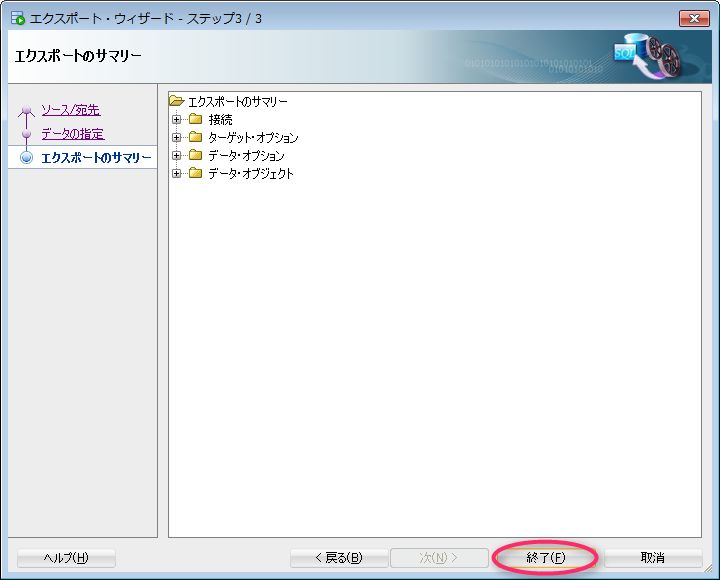 エクスポート・ウィザード - ステップ3 / 3
エクスポートのサマリー
SQL
0101010101010101010101
01010101010
ソース/宛先
データの指定
エクスポートのサマリー
エクスポートのサマリー
接続
ターゲット・オプション
データ・オプション
データ・オブジェクト
ヘルプ(H)
< 戻る(B)
次(N) >
終了(F)
取消